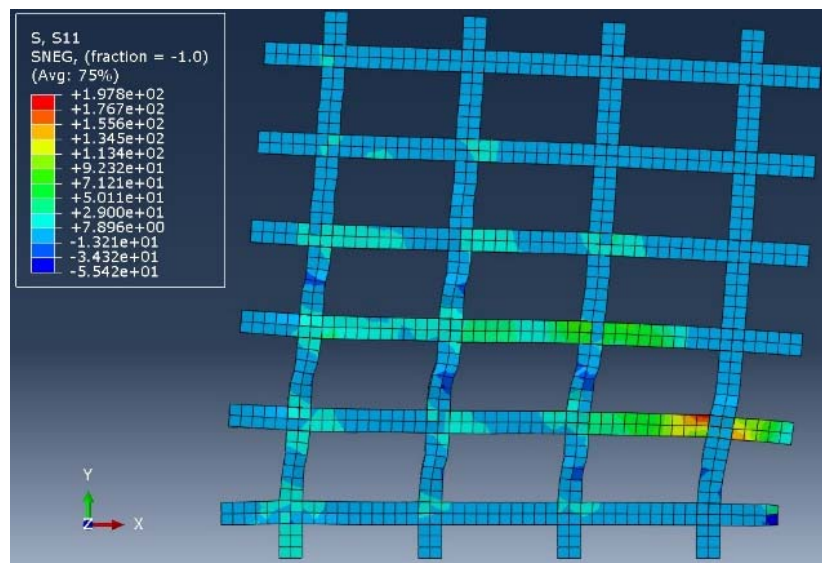 S, S11
SNEG, (fraction = -1.0)
(Avg: 75%)
+1.978e+02
+1.767e+02
+1.556e+02
+1.345e+02
+1.134e+02
+9.232e+01
+7.121e+01
+5.011e+01
+2.900e+01
+7.896e+00
-1.321e+01
-3.432e+01
-5.542e+01
Y
Z
X